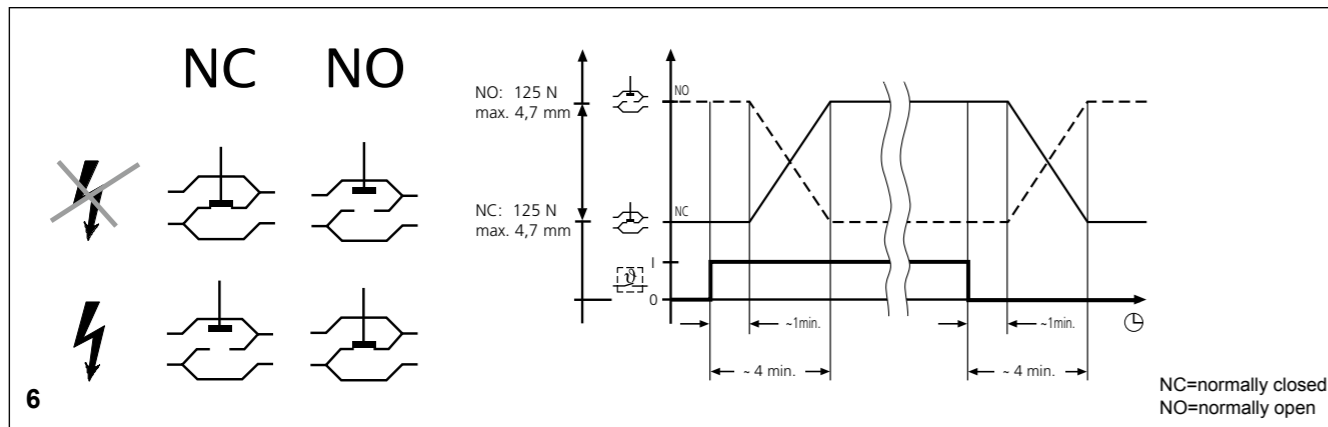 NC NO
NO: 125 N
max. 4,7 mm
NO
NC: 125 N
max. 4,7 mm
NC
I
ϑ
0
~1min.
~1min.
~ 4 min.
~ 4 min.
6
NC=normally closed
NO=normally open